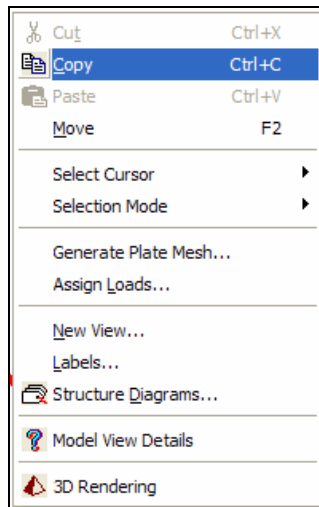 Cut Ctrl+X
Copy Ctrl+C
Paste Ctrl+V
Move F2
Select Cursor
Selection Mode
Generate Plate Mesh...
Assign Loads...
New View...
Labels...
Structure Diagrams...
Model View Details
3D Rendering